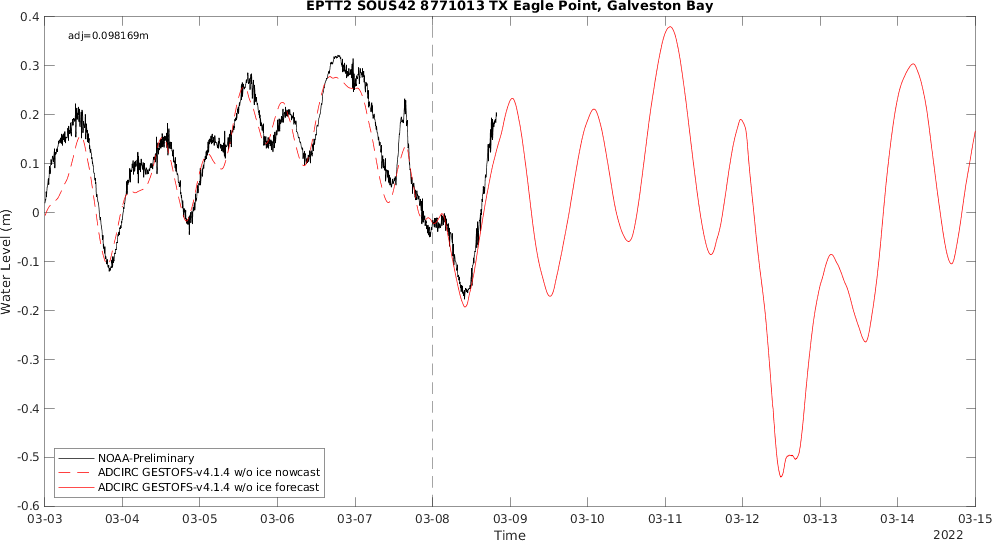 EPTT2 SOUS42 8771013 TX Eagle Point, Galveston Bay
adj=0.098169m
0.4
0.3
0.2
0.1
0
-0.1
-0.2
-0.3
-0.4
-0.5
-0.6
Water Level (m)
NOAA-Preliminary
ADCIRC GESTOFS-v4.1.4 w/o ice nowcast
ADCIRC GESTOFS-v4.1.4 w/o ice forecast
03-03 03-04 03-05 03-06 03-07 03-08 03-09 03-10 03-11 03-12 03-13 03-14 03-15
Time
2022